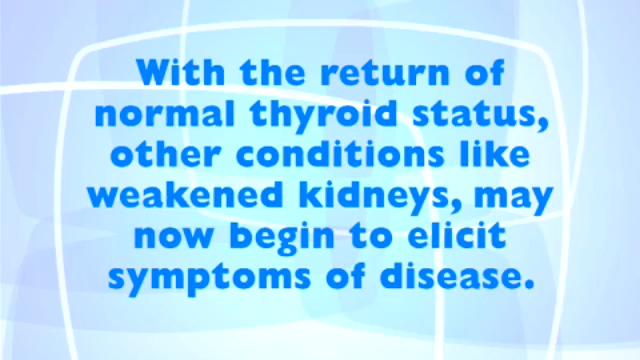 With the return of
normal thyroid status,
other conditions like
weakened kidneys, may
now begin to elicit
symptoms of disease.